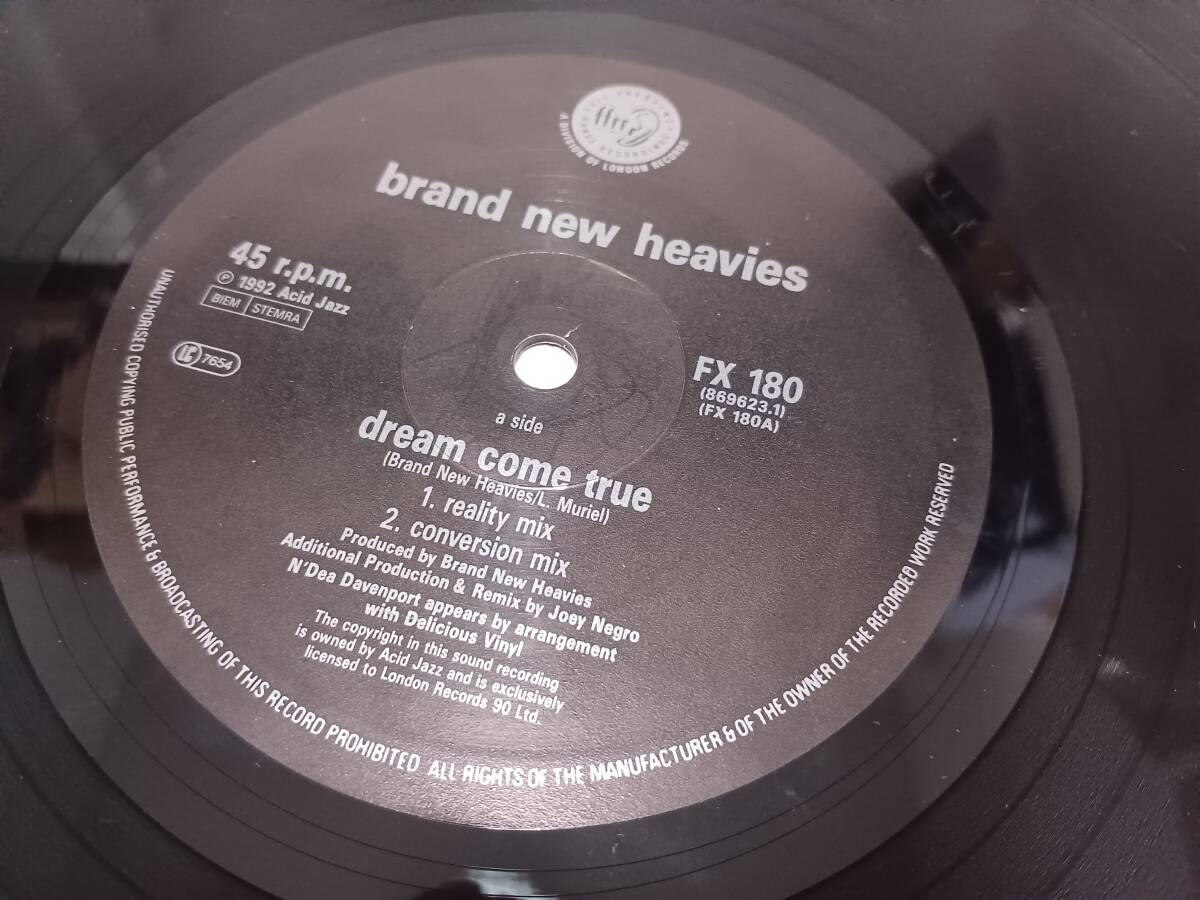 A DIVISION OF LONDON RECORDS
brand new heavies
45 r.p.m.
℗ 1992 Acid Jazz
BIEM STEMRA
LC 7654
FX 180
(869623.1)
(FX 180A)
a side
dream come true
(Brand New Heavies/L. Muriel)
1. reality mix
2. conversion mix
Produced by Brand New Heavies
Additional Production & Remix by Joey Negro
N'Dea Davenport appears by arrangement
with Delicious Vinyl
The copyright in this sound recording
is owned by Acid Jazz and is exclusively
licensed to London Records 90 Ltd.
UNAUTHORISED COPYING PUBLIC PERFORMANCE & BROADCASTING OF THIS RECORD PROHIBITED ALL RIGHTS OF THE MANUFACTURER & OF THE OWNER OF THE RECORDED WORK RESERVED